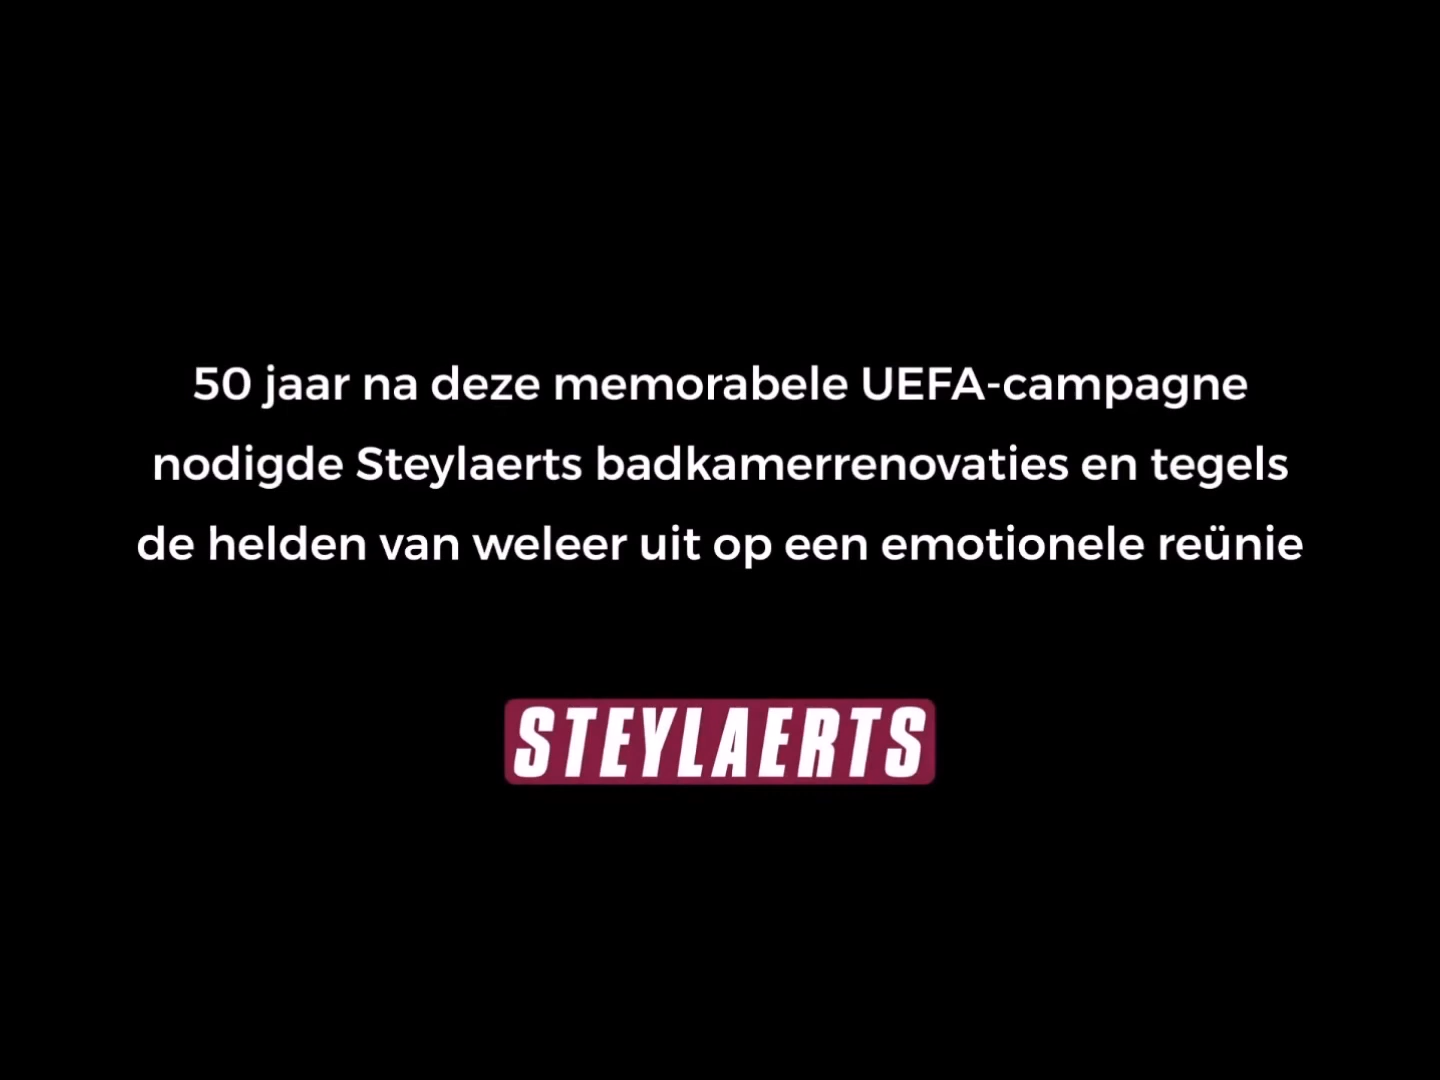 50 jaar na deze memorabele UEFA-campagne
nodigde Steylaerts badkamerrenovaties en tegels
de helden van weleer uit op een emotionele reünie
STEYLAERTS